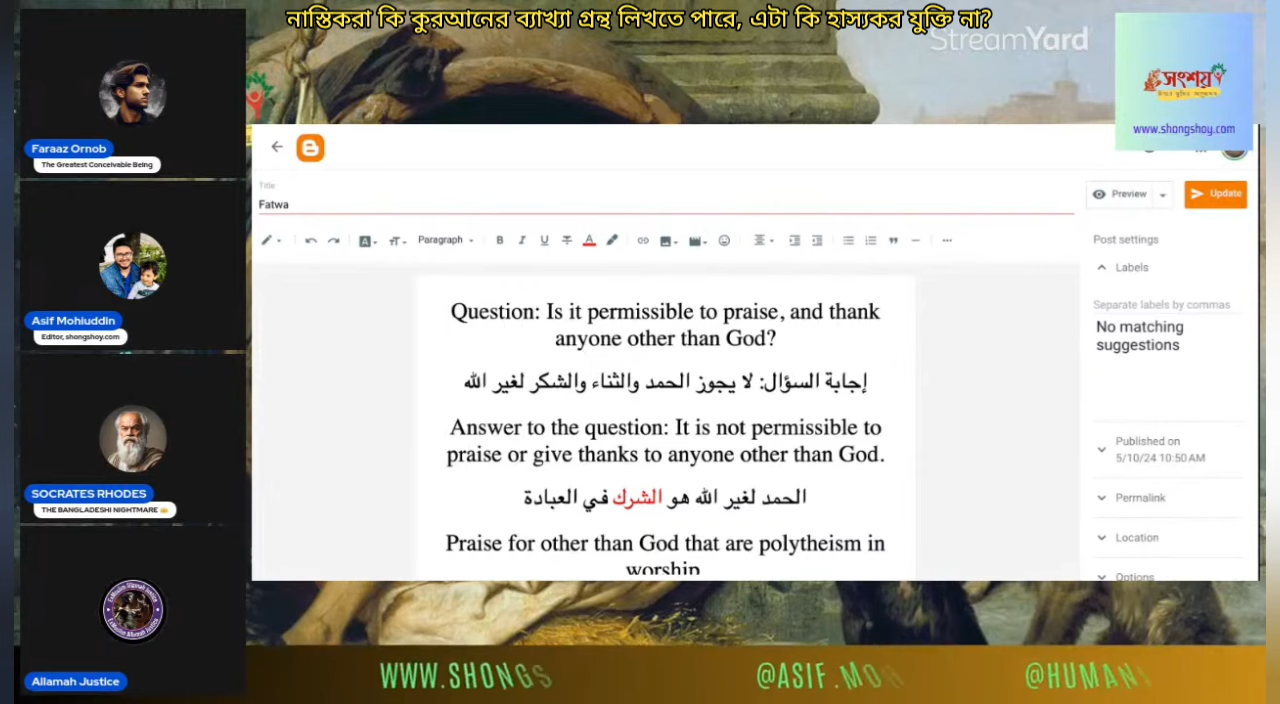 নাস্তিকরা কি কুরআনের ব্যাখ্যা গ্রন্থ লিখতে পারে, এটা কি হাস্যকর যুক্তি না?
StreamYard
সংশয়
www.shongshoy.com
Faraaz Ornob
The Greatest Conceivable Being
Asif Mohiuddin
Editor, shongshoy.com
SOCRATES RHODES
THE BANGLADESHI NIGHTMARE
Allamah Justice
Title
Fatwa
Preview
Update
Paragraph
Question: Is it permissible to praise, and thank
anyone other than God?
إجابة السؤال: لا يجوز الحمد والثناء والشكر لغير الله
Answer to the question: It is not permissible to
praise or give thanks to anyone other than God.
الحمد لغير الله هو الشرك في العبادة
Praise for other than God that are polytheism in
worship
Post settings
Labels
Separate labels by commas
No matching
suggestions
Published on
5/10/24 10:50 AM
Permalink
Location
Options
WWW.SHONGS
@ASIF.MOH
@HUMAN